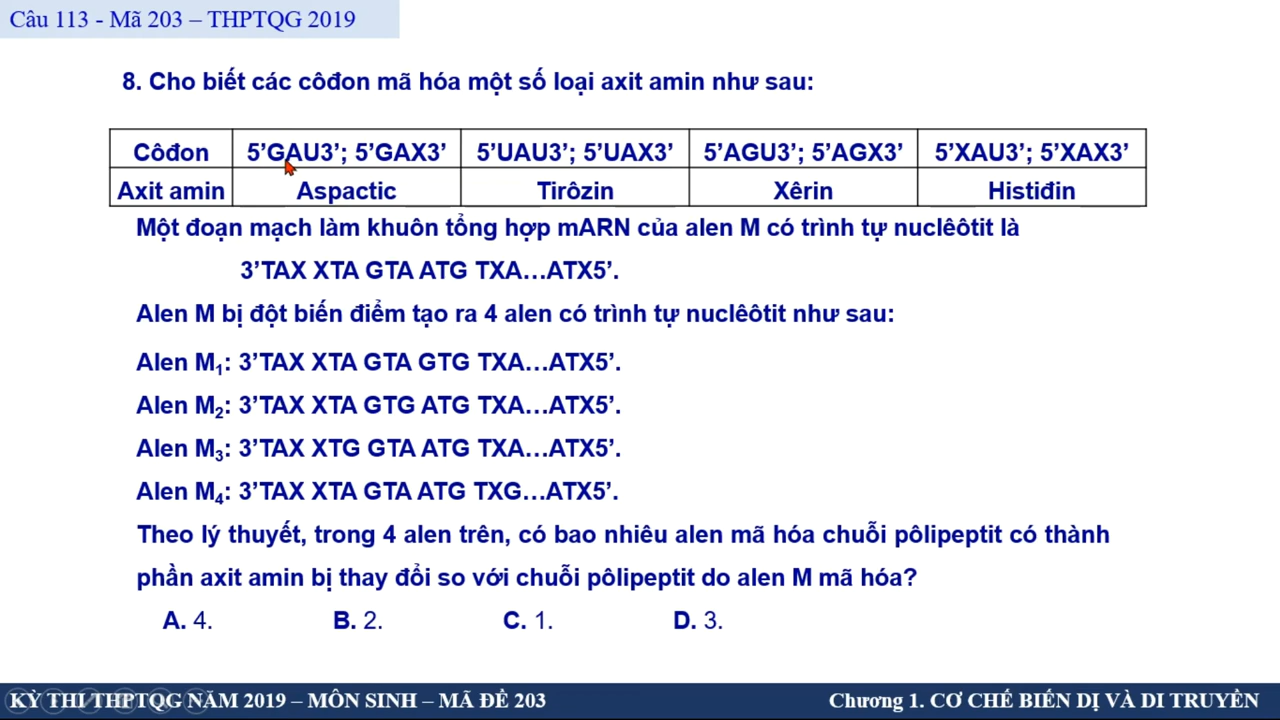 Câu 113 - Mã 203 – THPTQG 2019
8. Cho biết các côđon mã hóa một số loại axit amin như sau:
Côđon 5’GAU3’; 5’GAX3’ 5’UAU3’; 5’UAX3’ 5’AGU3’; 5’AGX3’ 5’XAU3’; 5’XAX3’
Axit amin Aspactic Tirôzin Xêrin Histiđin
Một đoạn mạch làm khuôn tổng hợp mARN của alen M có trình tự nuclêôtit là
3’TAX XTA GTA ATG TXA...ATX5’.
Alen M bị đột biến điểm tạo ra 4 alen có trình tự nuclêôtit như sau:
Alen M1: 3’TAX XTA GTA GTG TXA...ATX5’.
Alen M2: 3’TAX XTA GTG ATG TXA...ATX5’.
Alen M3: 3’TAX XTG GTA ATG TXA...ATX5’.
Alen M4: 3’TAX XTA GTA ATG TXG...ATX5’.
Theo lý thuyết, trong 4 alen trên, có bao nhiêu alen mã hóa chuỗi pôlipeptit có thành
phần axit amin bị thay đổi so với chuỗi pôlipeptit do alen M mã hóa?
A. 4. B. 2. C. 1. D. 3.
KỲ THI THPTQG NĂM 2019 – MÔN SINH – MÃ ĐỀ 203 Chương 1. CƠ CHẾ BIẾN DỊ VÀ DI TRUYỀN